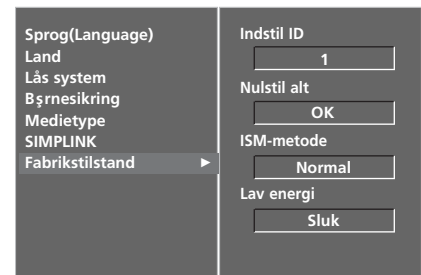 Sprog(Language)
Land
Lås system
Bşrnesikring
Medietype
SIMPLINK
Fabrikstilstand ►
Indstil ID
1
Nulstil alt
OK
ISM-metode
Normal
Lav energi
Sluk